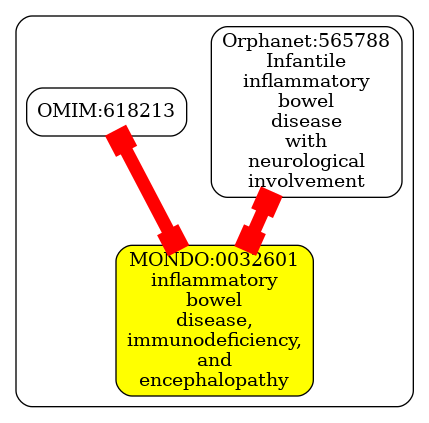 Orphanet:565788
Infantile
inflammatory
bowel
disease
with
neurological
involvement
OMIM:618213
MONDO:0032601
inflammatory
bowel
disease,
immunodeficiency,
and
encephalopathy